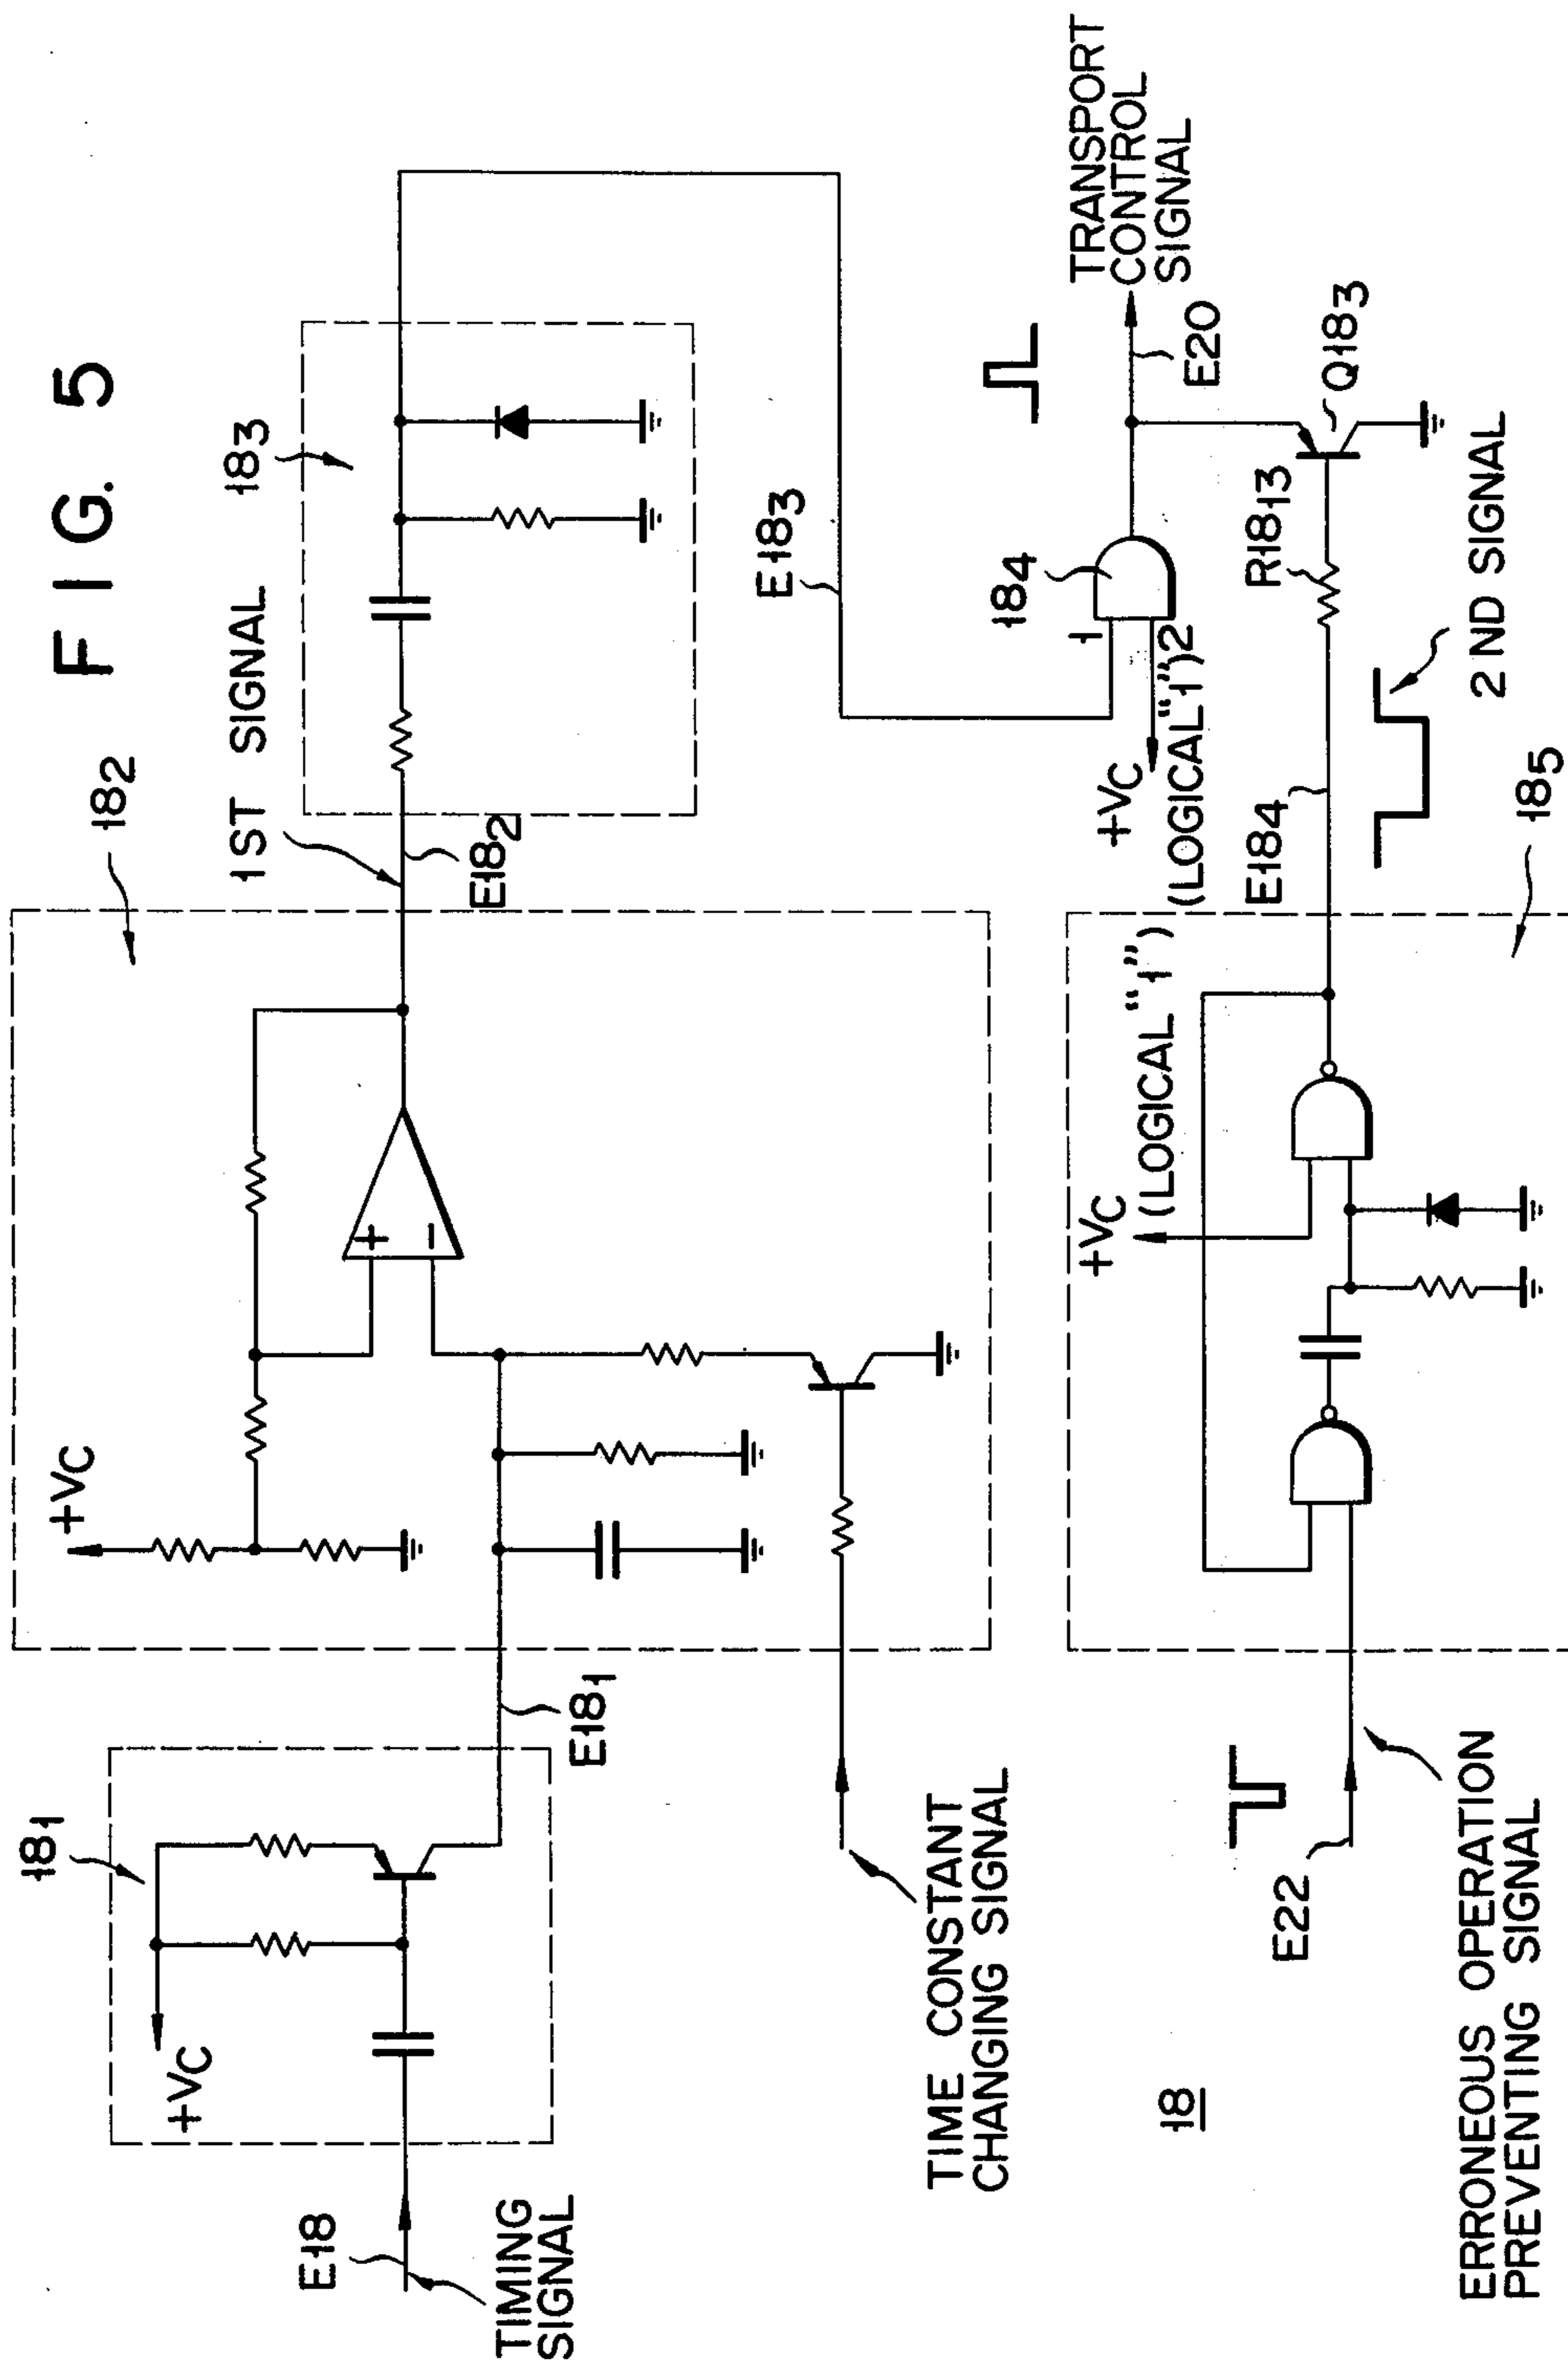 FIG. 5
18₁
+VC
E18
TIMING
SIGNAL
E18₁
18₂
+VC
+
−
TIME CONSTANT
CHANGING SIGNAL
1ST SIGNAL
E18₂
18₃
E18₃
18₄
1
2
+VC
(LOGICAL "1")
TRANSPORT
CONTROL
SIGNAL
E20
Q18₃
R18₁₃
2ND SIGNAL
E18₄
18₅
+VC
(LOGICAL "1")
E22
ERRONEOUS OPERATION
PREVENTING SIGNAL
18